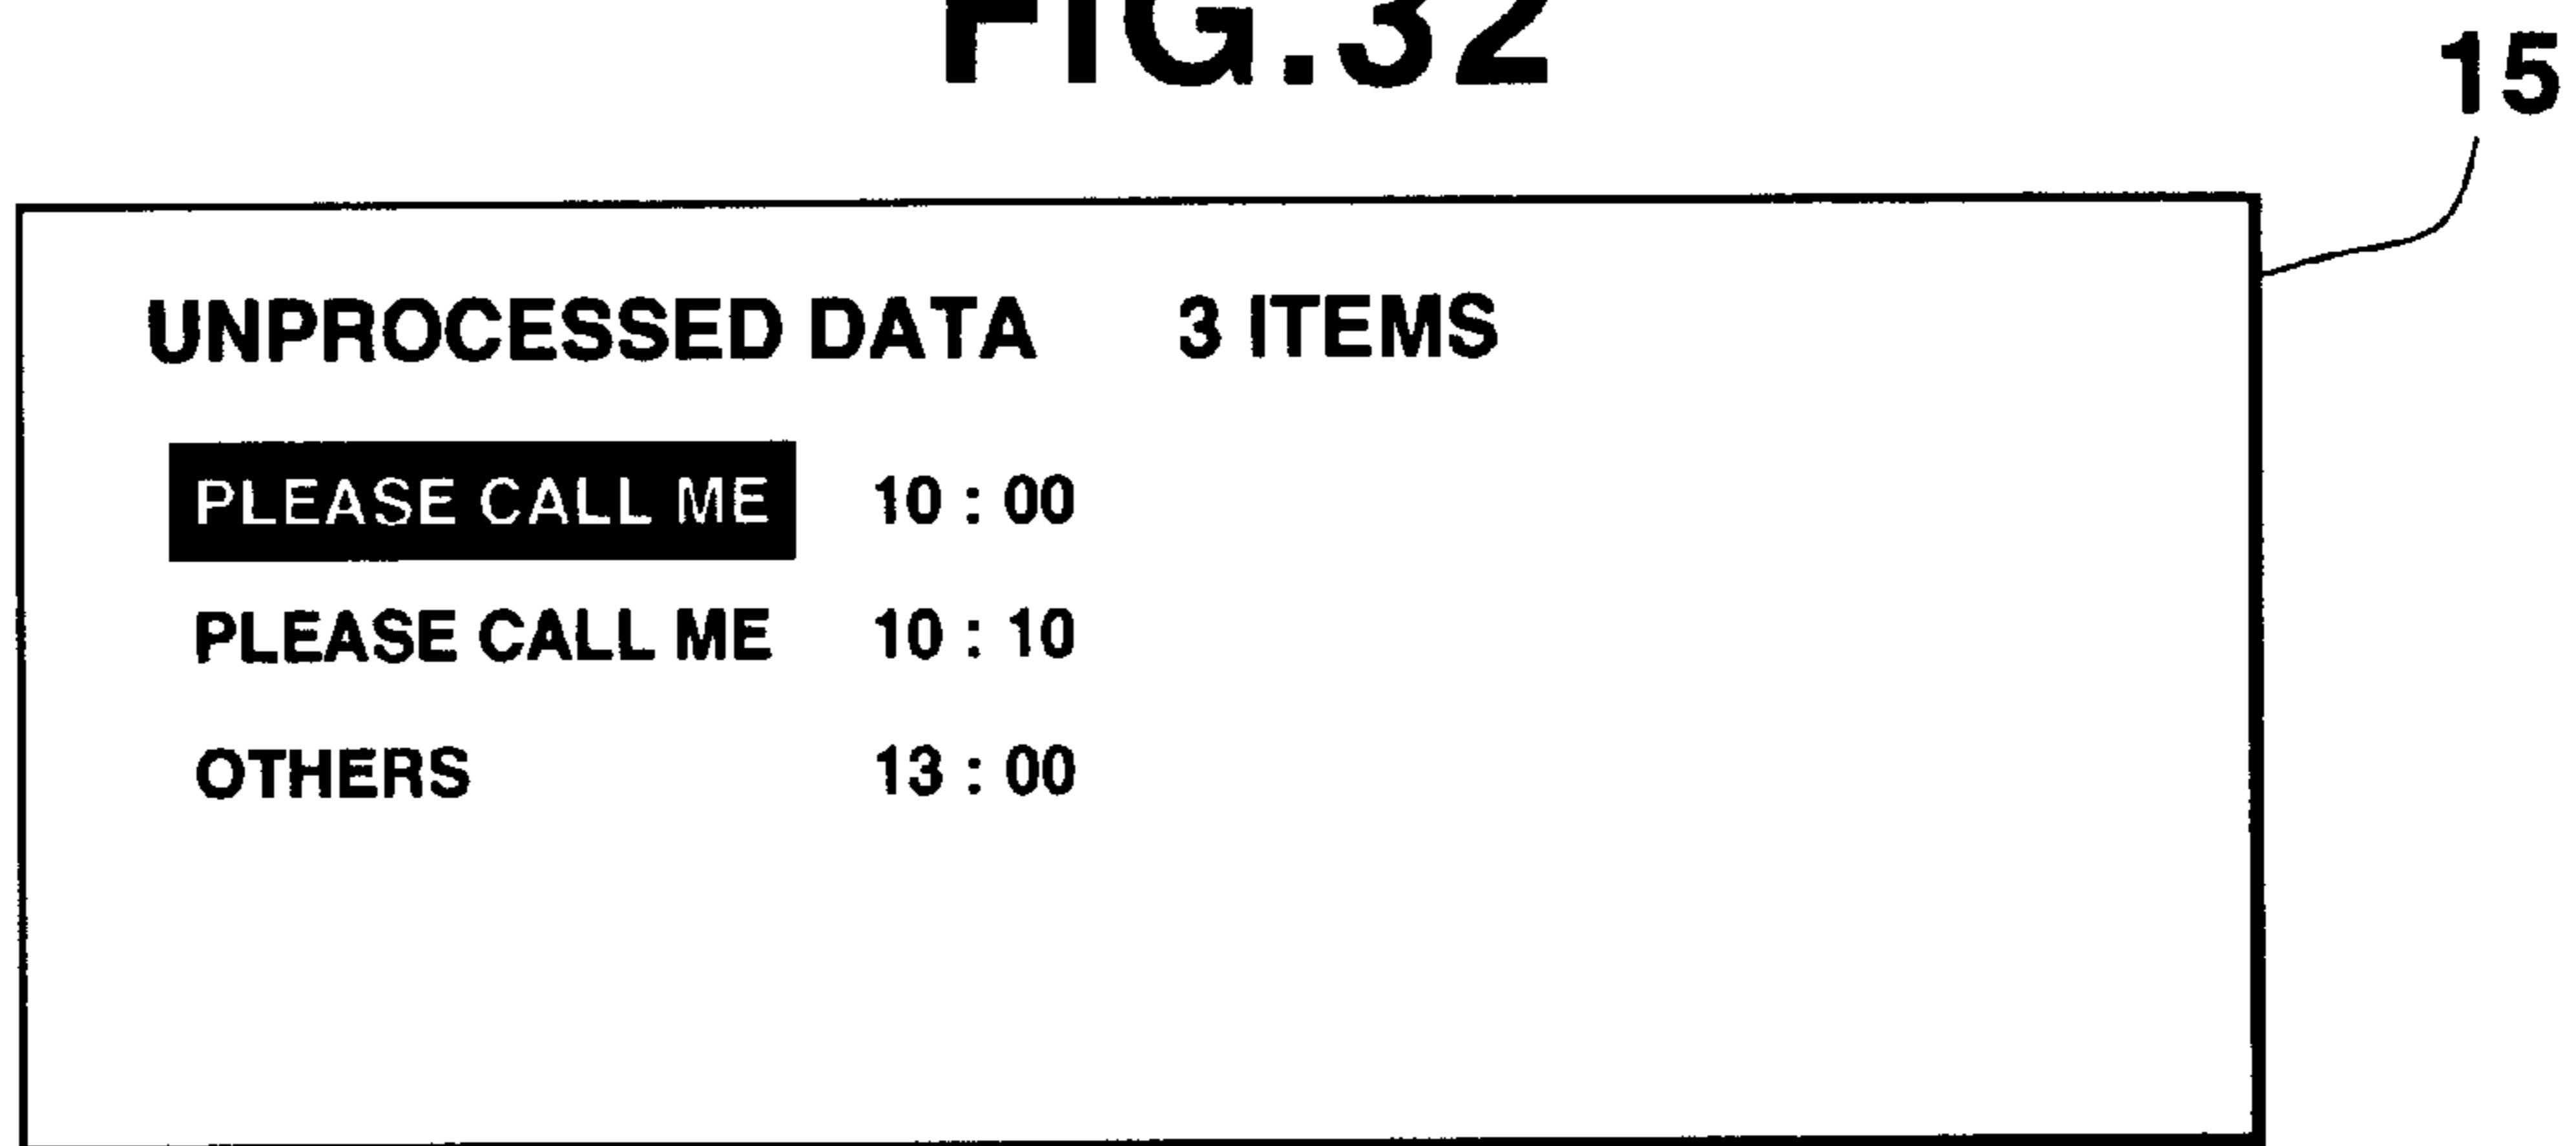 FIG.32
15
UNPROCESSED DATA 3 ITEMS
PLEASE CALL ME 10 : 00
PLEASE CALL ME 10 : 10
OTHERS 13 : 00